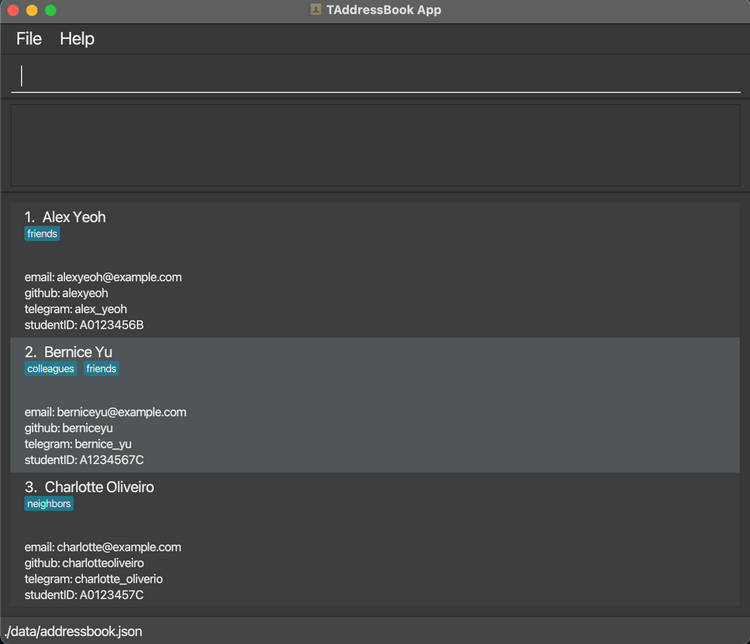 TAddressBook App
File Help
1. Alex Yeoh
friends
email: alexyeoh@example.com
github: alexyeoh
telegram: alex_yeoh
studentID: A0123456B
2. Bernice Yu
colleagues friends
email: berniceyu@example.com
github: berniceyu
telegram: bernice_yu
studentID: A1234567C
3. Charlotte Oliveiro
neighbors
email: charlotte@example.com
github: charlotteoliveiro
telegram: charlotte_oliverio
studentID: A0123457C
./data/addressbook.json